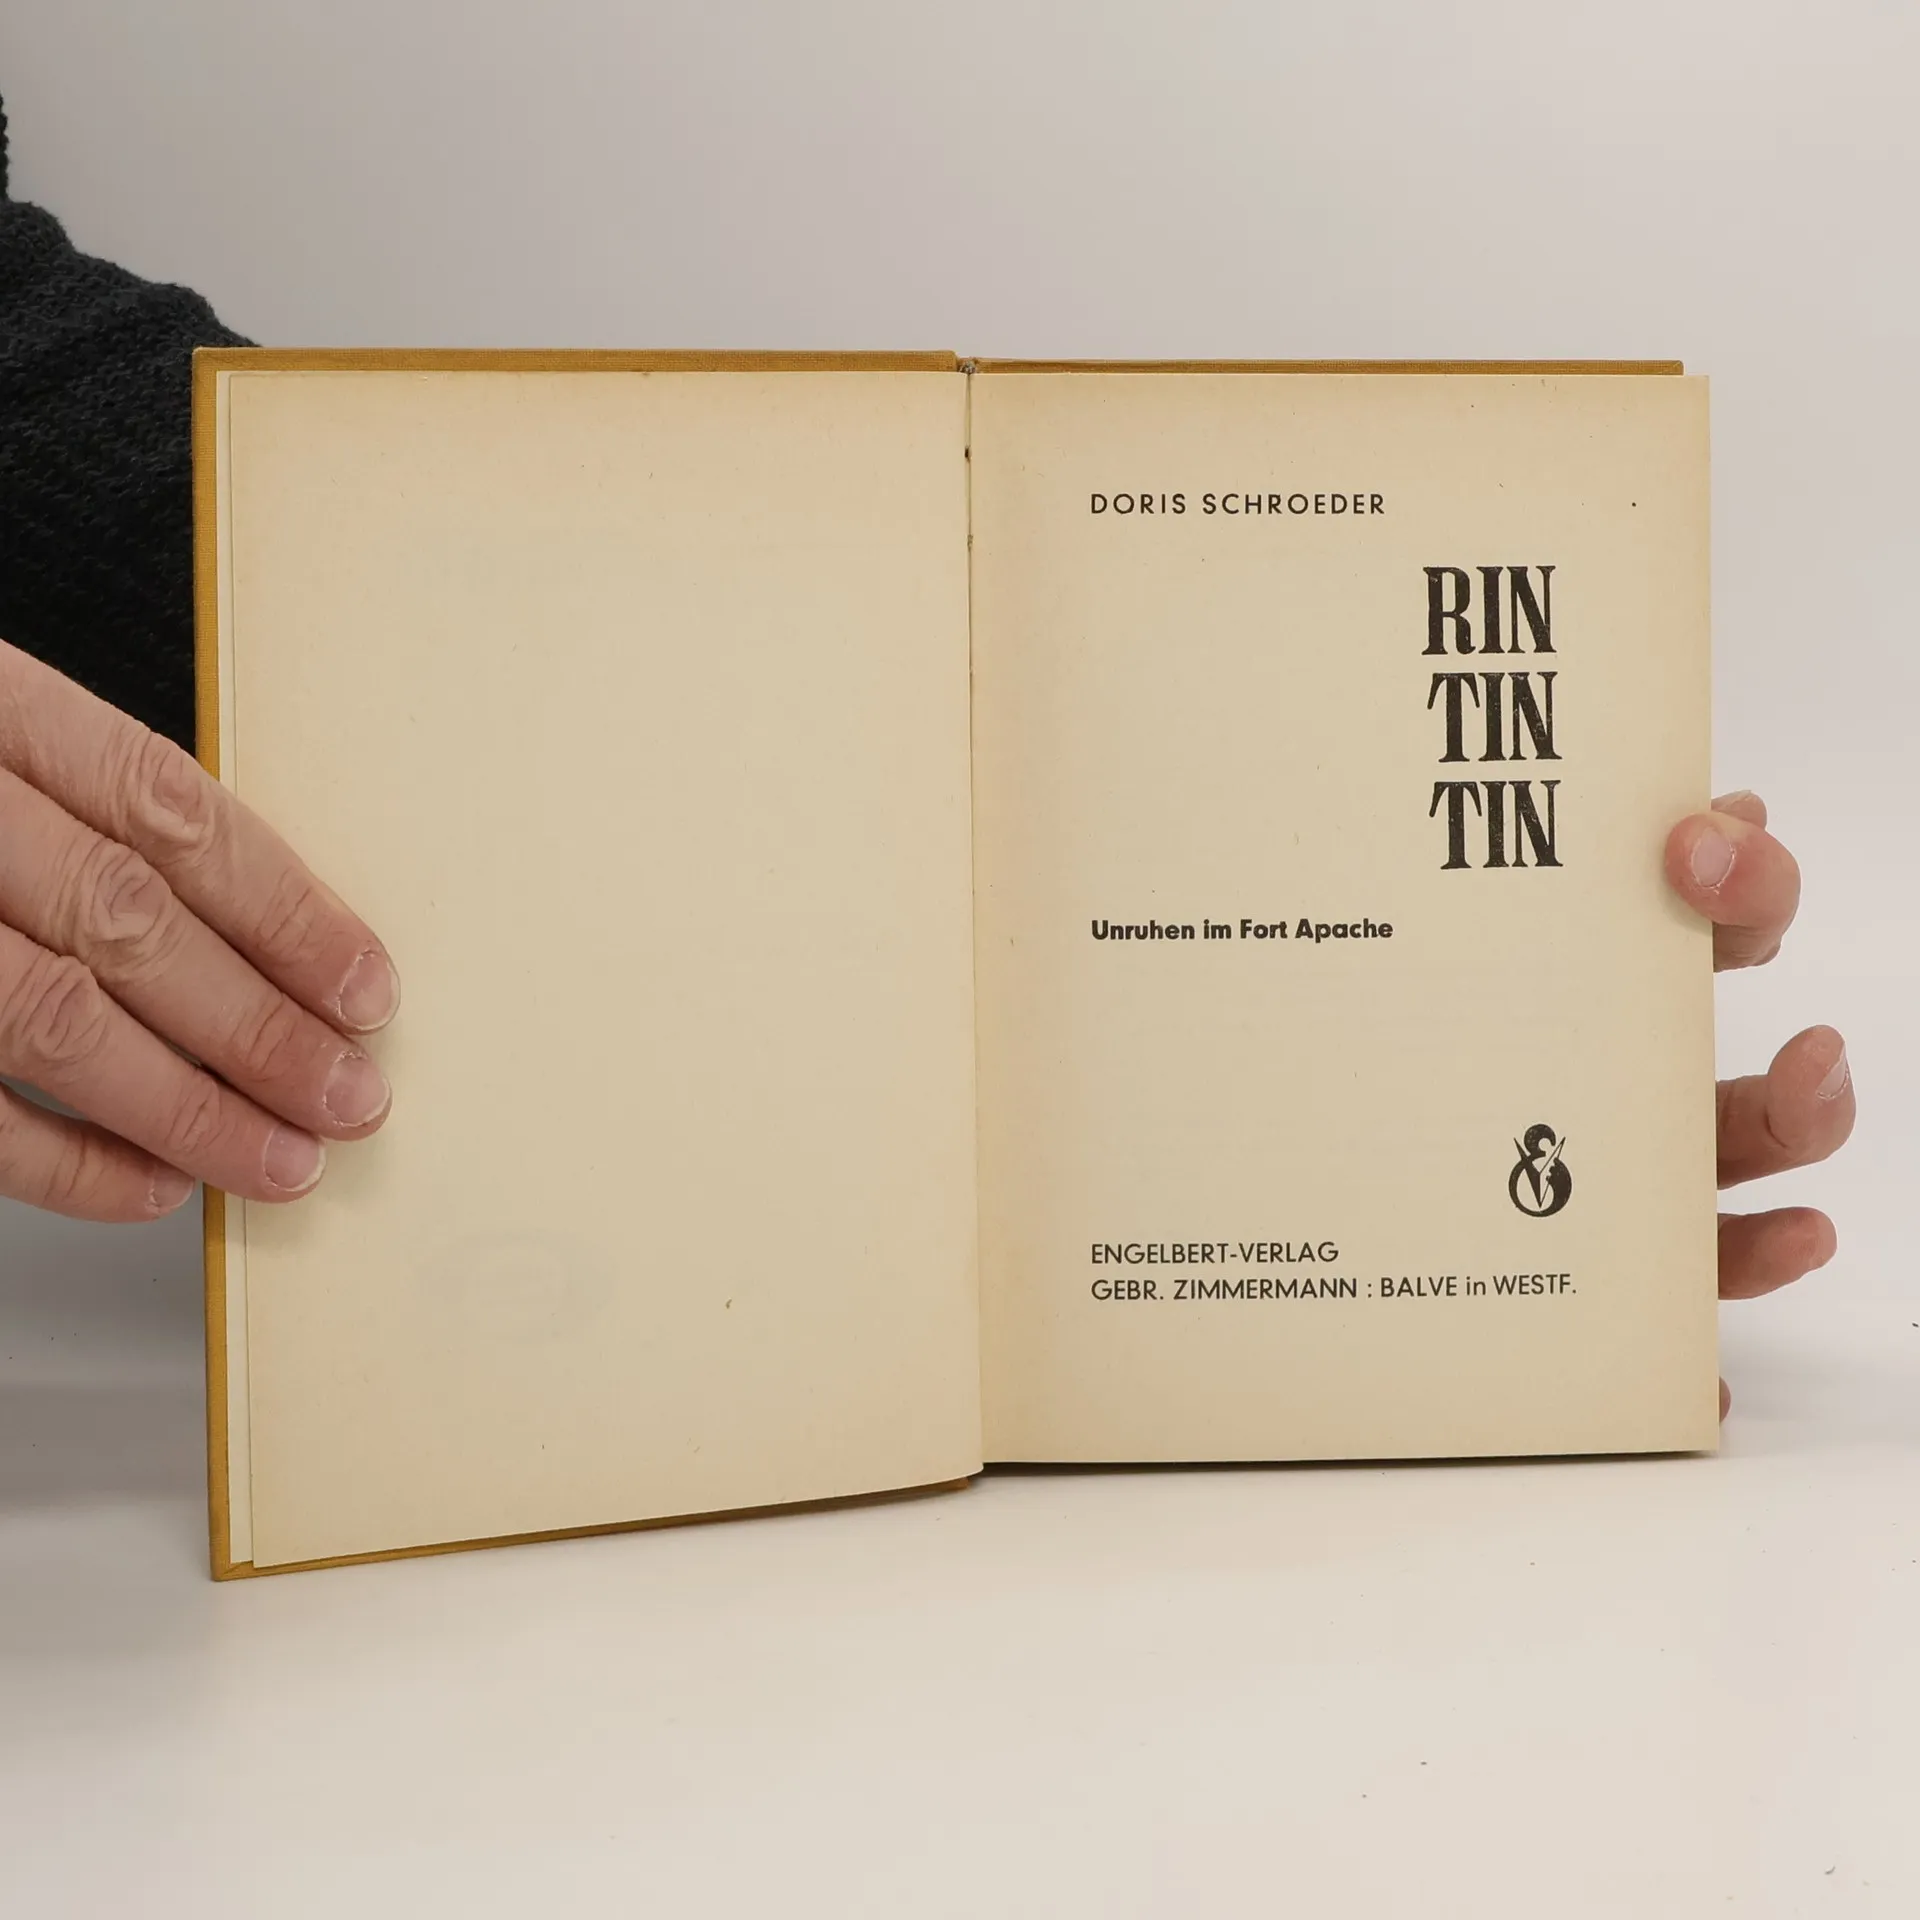 DORIS SCHROEDER
RIN
TIN
TIN
Unruhen im Fort Apache
ENGELBERT-VERLAG
GEBR. ZIMMERMANN : BALVE in WESTF.